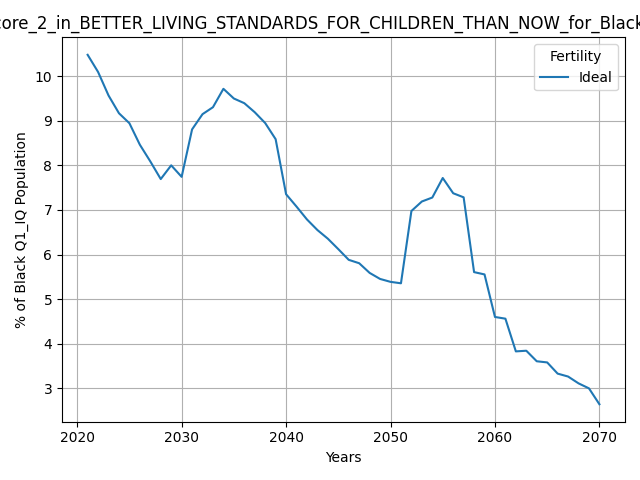 core_2_in_BETTER_LIVING_STANDARDS_FOR_CHILDREN_THAN_NOW_for_Black
Fertility
Ideal
10
9
8
7
6
5
4
3
% of Black Q1_IQ Population
2020 2030 2040 2050 2060 2070
Years